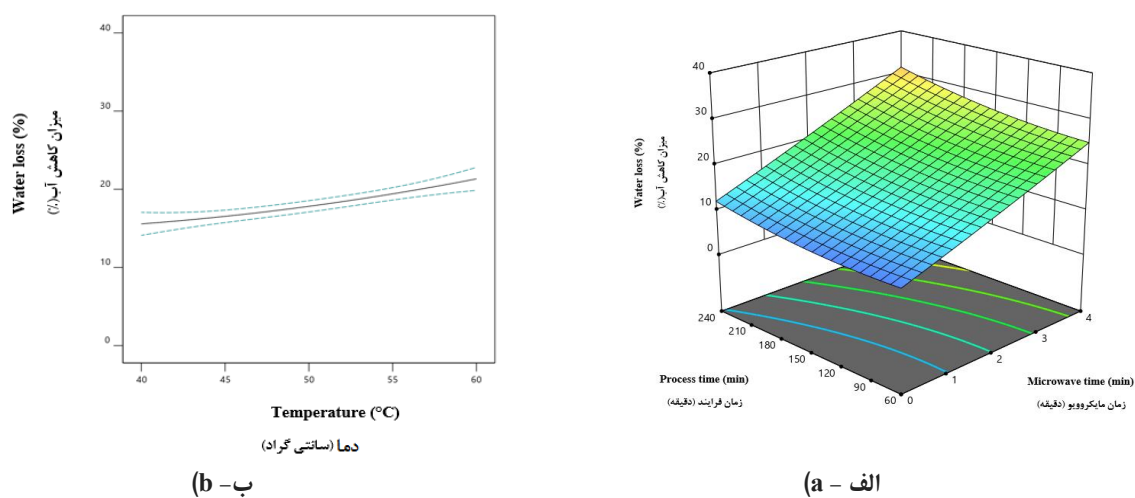 40
30
20
10
0
Water loss (%)
میزان کاهش آب(٪)
40
45
50
55
60
Temperature (°C)
دما (سانتی گراد)
ب- b)
40
30
20
10
0
Water loss (%)
میزان کاهش آب(٪)
240
210
180
150
120
90
60
Process time (min)
زمان فرایند (دقیقه)
0
1
2
3
4
Microwave time (min)
زمان مایکروویو (دقیقه)
الف - a)